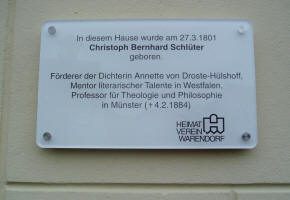 In diesem Hause wurde am 27.3.1801
Christoph Bernhard Schlüter
geboren.
Förderer der Dichterin Annette von Droste-Hülshoff,
Mentor literarischer Talente in Westfalen,
Professor für Theologie und Philosophie
in Münster (+ 4.2.1884)
HEIMAT
VEREIN
WARENDORF